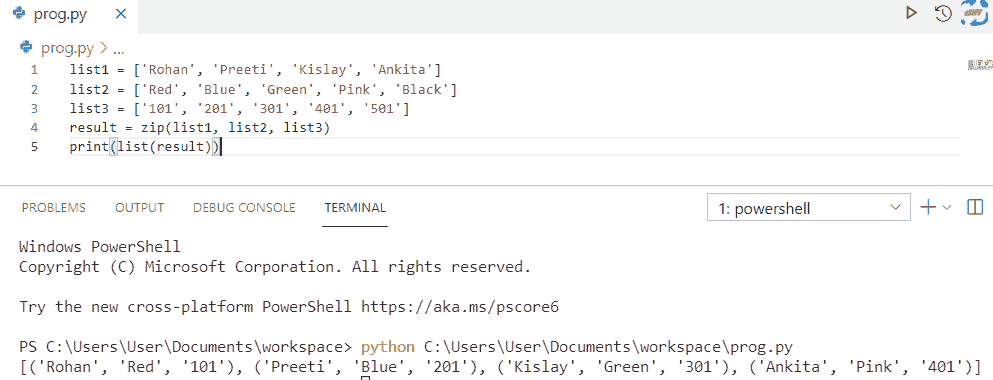 prog.py ×
prog.py > ...
1 list1 = ['Rohan', 'Preeti', 'Kislay', 'Ankita']
2 list2 = ['Red', 'Blue', 'Green', 'Pink', 'Black']
3 list3 = ['101', '201', '301', '401', '501']
4 result = zip(list1, list2, list3)
5 print(list(result))
PROBLEMS OUTPUT DEBUG CONSOLE TERMINAL 1: powershell
Windows PowerShell
Copyright (C) Microsoft Corporation. All rights reserved.
Try the new cross-platform PowerShell https://aka.ms/pscore6
PS C:\Users\User\Documents\workspace> python C:\Users\User\Documents\workspace\prog.py
[('Rohan', 'Red', '101'), ('Preeti', 'Blue', '201'), ('Kislay', 'Green', '301'), ('Ankita', 'Pink', '401')]